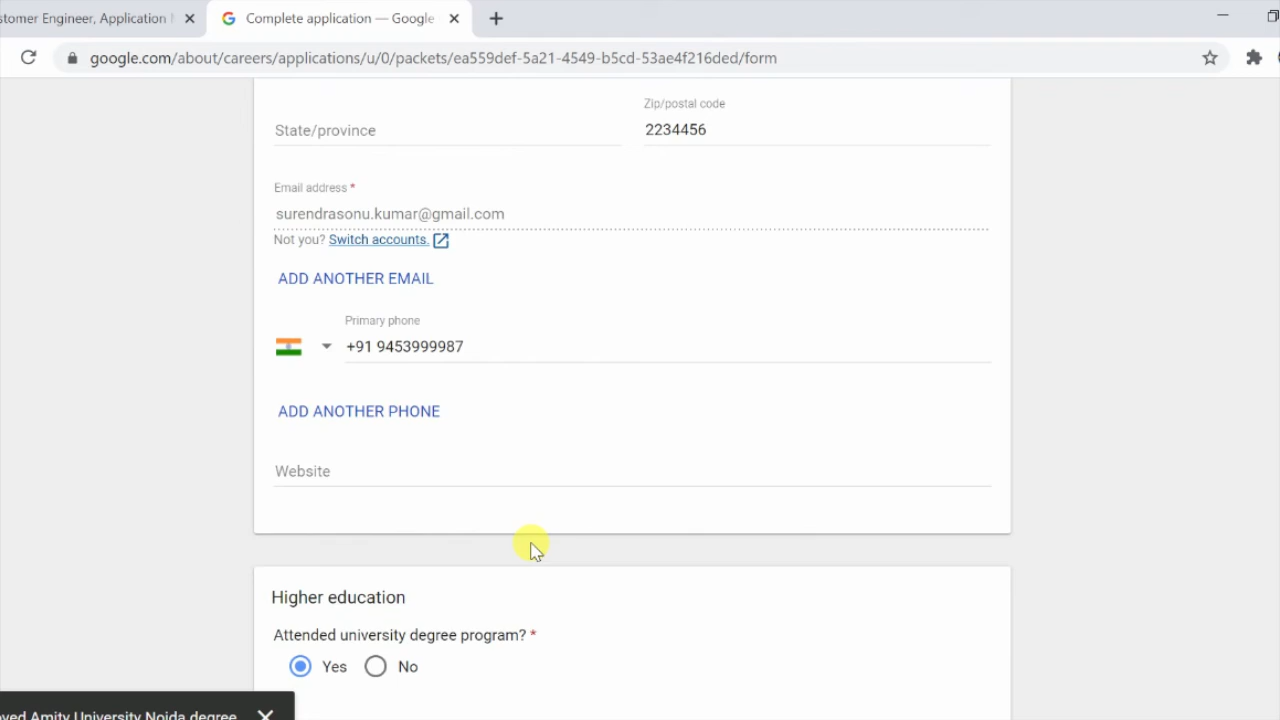 stomer Engineer, Application
Complete application — Google
google.com/about/careers/applications/u/0/packets/ea559def-5a21-4549-b5cd-53ae4f216ded/form
Zip/postal code
State/province
2234456
Email address *
surendrasonu.kumar@gmail.com
Not you? Switch accounts.
ADD ANOTHER EMAIL
Primary phone
+91 9453999987
ADD ANOTHER PHONE
Website
Higher education
Attended university degree program? *
Yes No
oved Amity University Noida degree